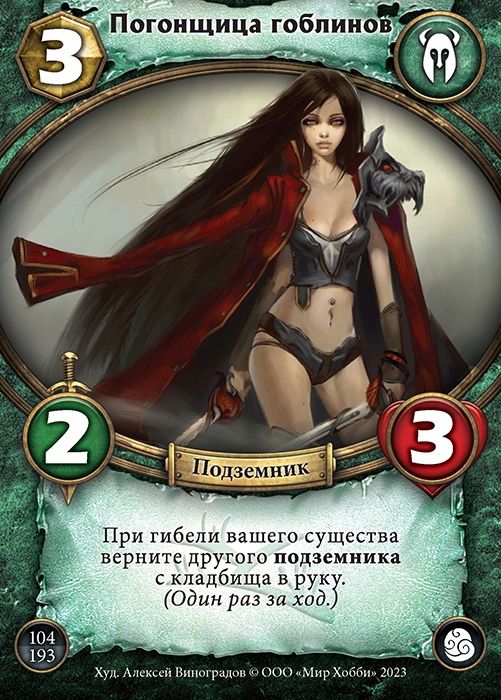 Погонщица гоблинов
3
2
3
Подземник
При гибели вашего существа
верните другого подземника
с кладбища в руку.
(Один раз за ход.)
104
193
Худ. Алексей Виноградов © ООО «Мир Хобби» 2023